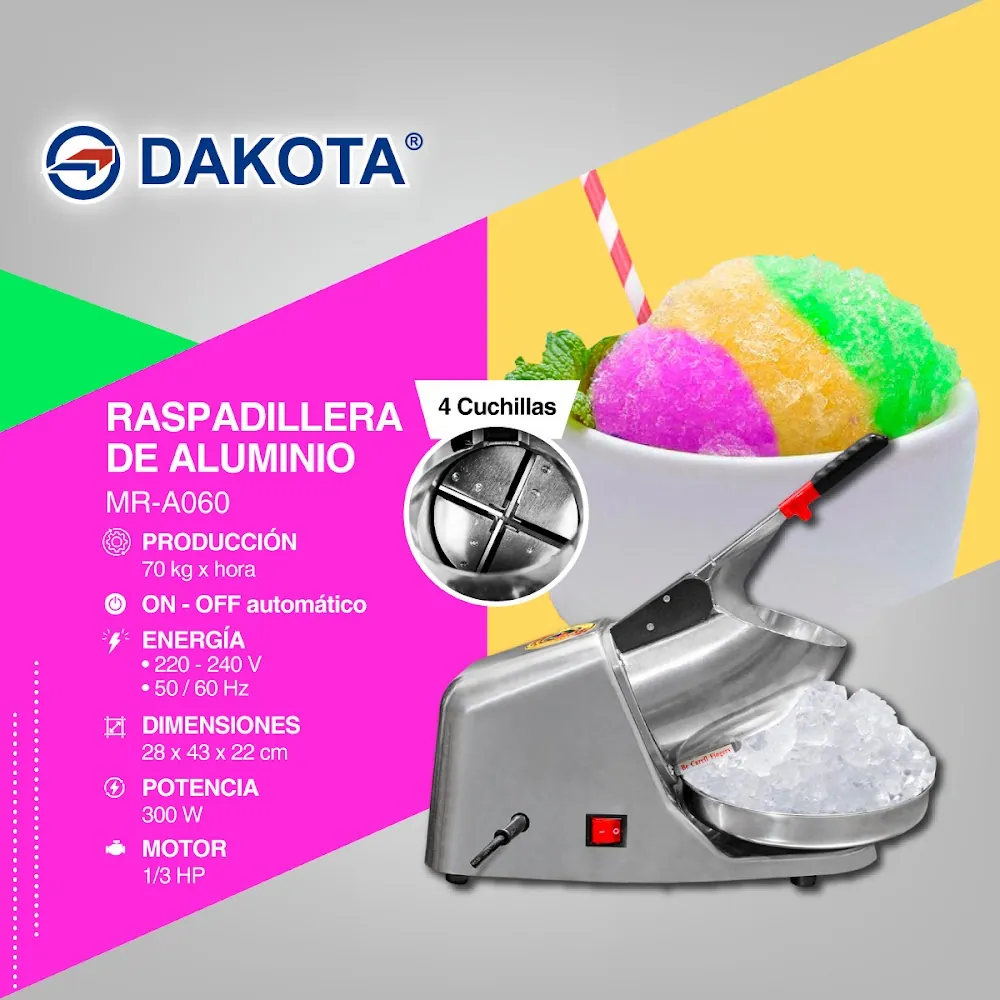 DAKOTA®
4 Cuchillas
RASPADILLERA
DE ALUMINIO
MR-A060
PRODUCCIÓN
70 kg x hora
ON - OFF automático
ENERGÍA
• 220 - 240 V
• 50 / 60 Hz
DIMENSIONES
28 x 43 x 22 cm
POTENCIA
300 W
MOTOR
1/3 HP